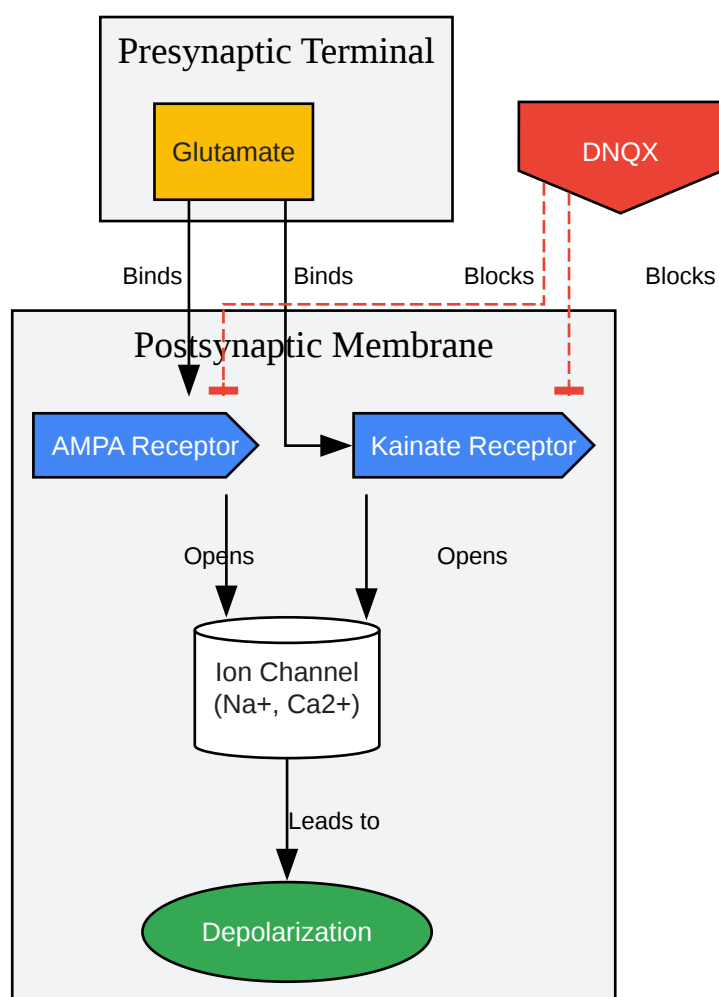 Presynaptic Terminal
Glutamate
DNQX
Binds
Binds
Blocks
Blocks
Postsynaptic Membrane
AMPA Receptor
Kainate Receptor
Opens
Opens
Ion Channel
(Na+, Ca2+)
Leads to
Depolarization